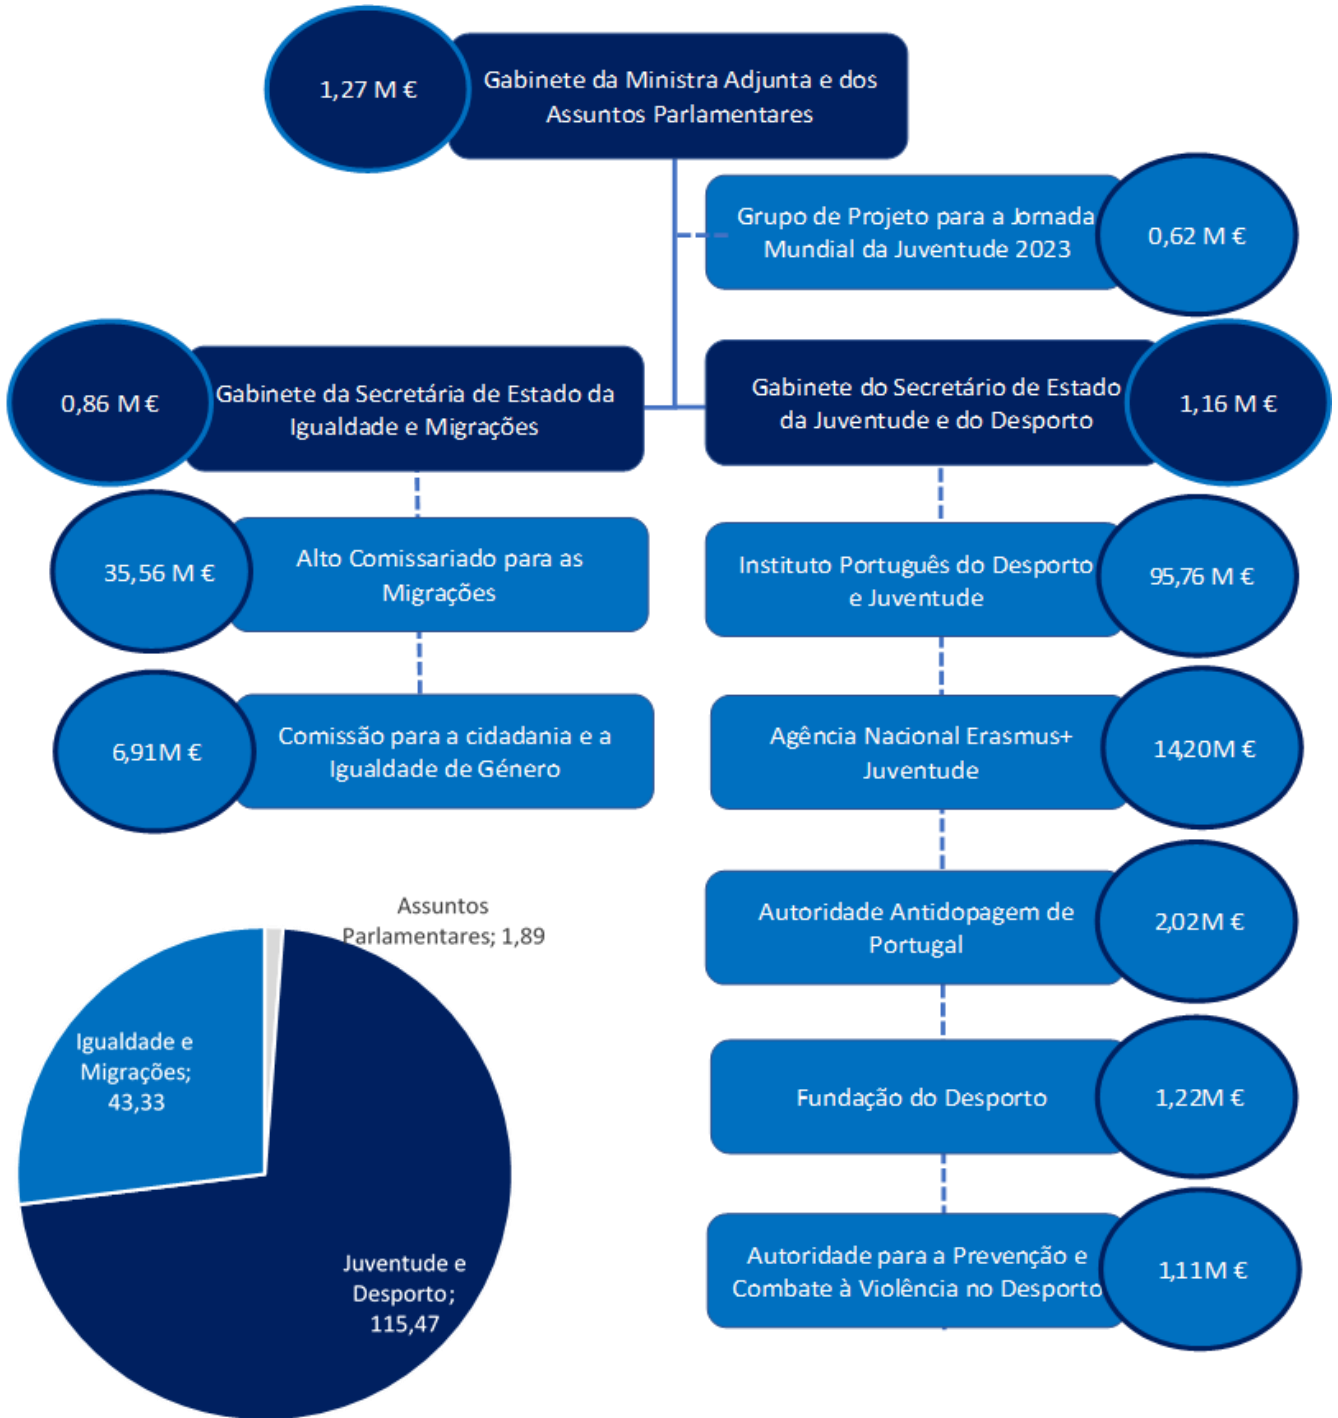 1,27 M €
Gabinete da Ministra Adjunta e dos
Assuntos Parlamentares
Grupo de Projeto para a Jornada
Mundial da Juventude 2023
0,62 M €
0,86 M €
Gabinete da Secretária de Estado da
Igualdade e Migrações
Gabinete do Secretário de Estado
da Juventude e do Desporto
1,16 M €
35,56 M €
Alto Comissariado para as
Migrações
Instituto Português do Desporto
e Juventude
95,76 M €
6,91M €
Comissão para a cidadania e a
Igualdade de Género
Agência Nacional Erasmus+
Juventude
14,20M €
Autoridade Antidopagem de
Portugal
2,02M €
Fundação do Desporto
1,22M €
Autoridade para a Prevenção e
Combate à Violência no Desporto
1,11M €
Assuntos
Parlamentares; 1,89
Igualdade e
Migrações;
43,33
Juventude e
Desporto;
115,47